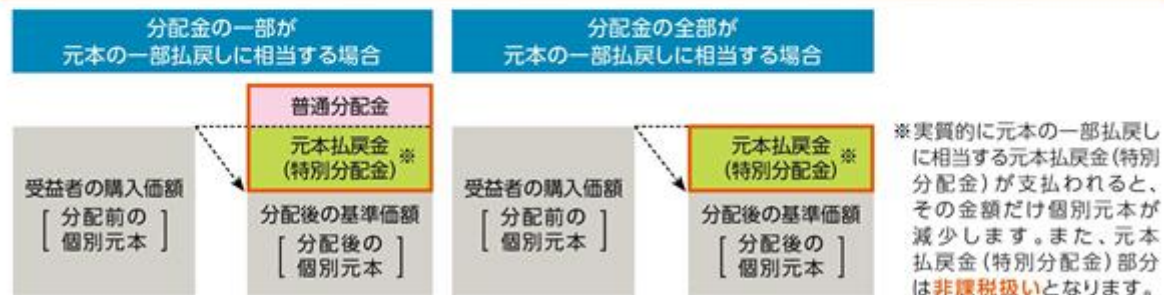 分配金の一部が
元本の一部払戻しに相当する場合
普通分配金
元本払戻金
(特別分配金)
※
受益者の購入価額
[ 分配前の
個別元本 ]
分配後の基準価額
[ 分配後の
個別元本 ]
分配金の全部が
元本の一部払戻しに相当する場合
元本払戻金
(特別分配金)
※
受益者の購入価額
[ 分配前の
個別元本 ]
分配後の基準価額
[ 分配後の
個別元本 ]
※実質的に元本の一部払戻し
に相当する元本払戻金(特別
分配金)が支払われると、
その金額だけ個別元本が
減少します。また、元本
払戻金(特別分配金)部分
は非課税扱いとなります。